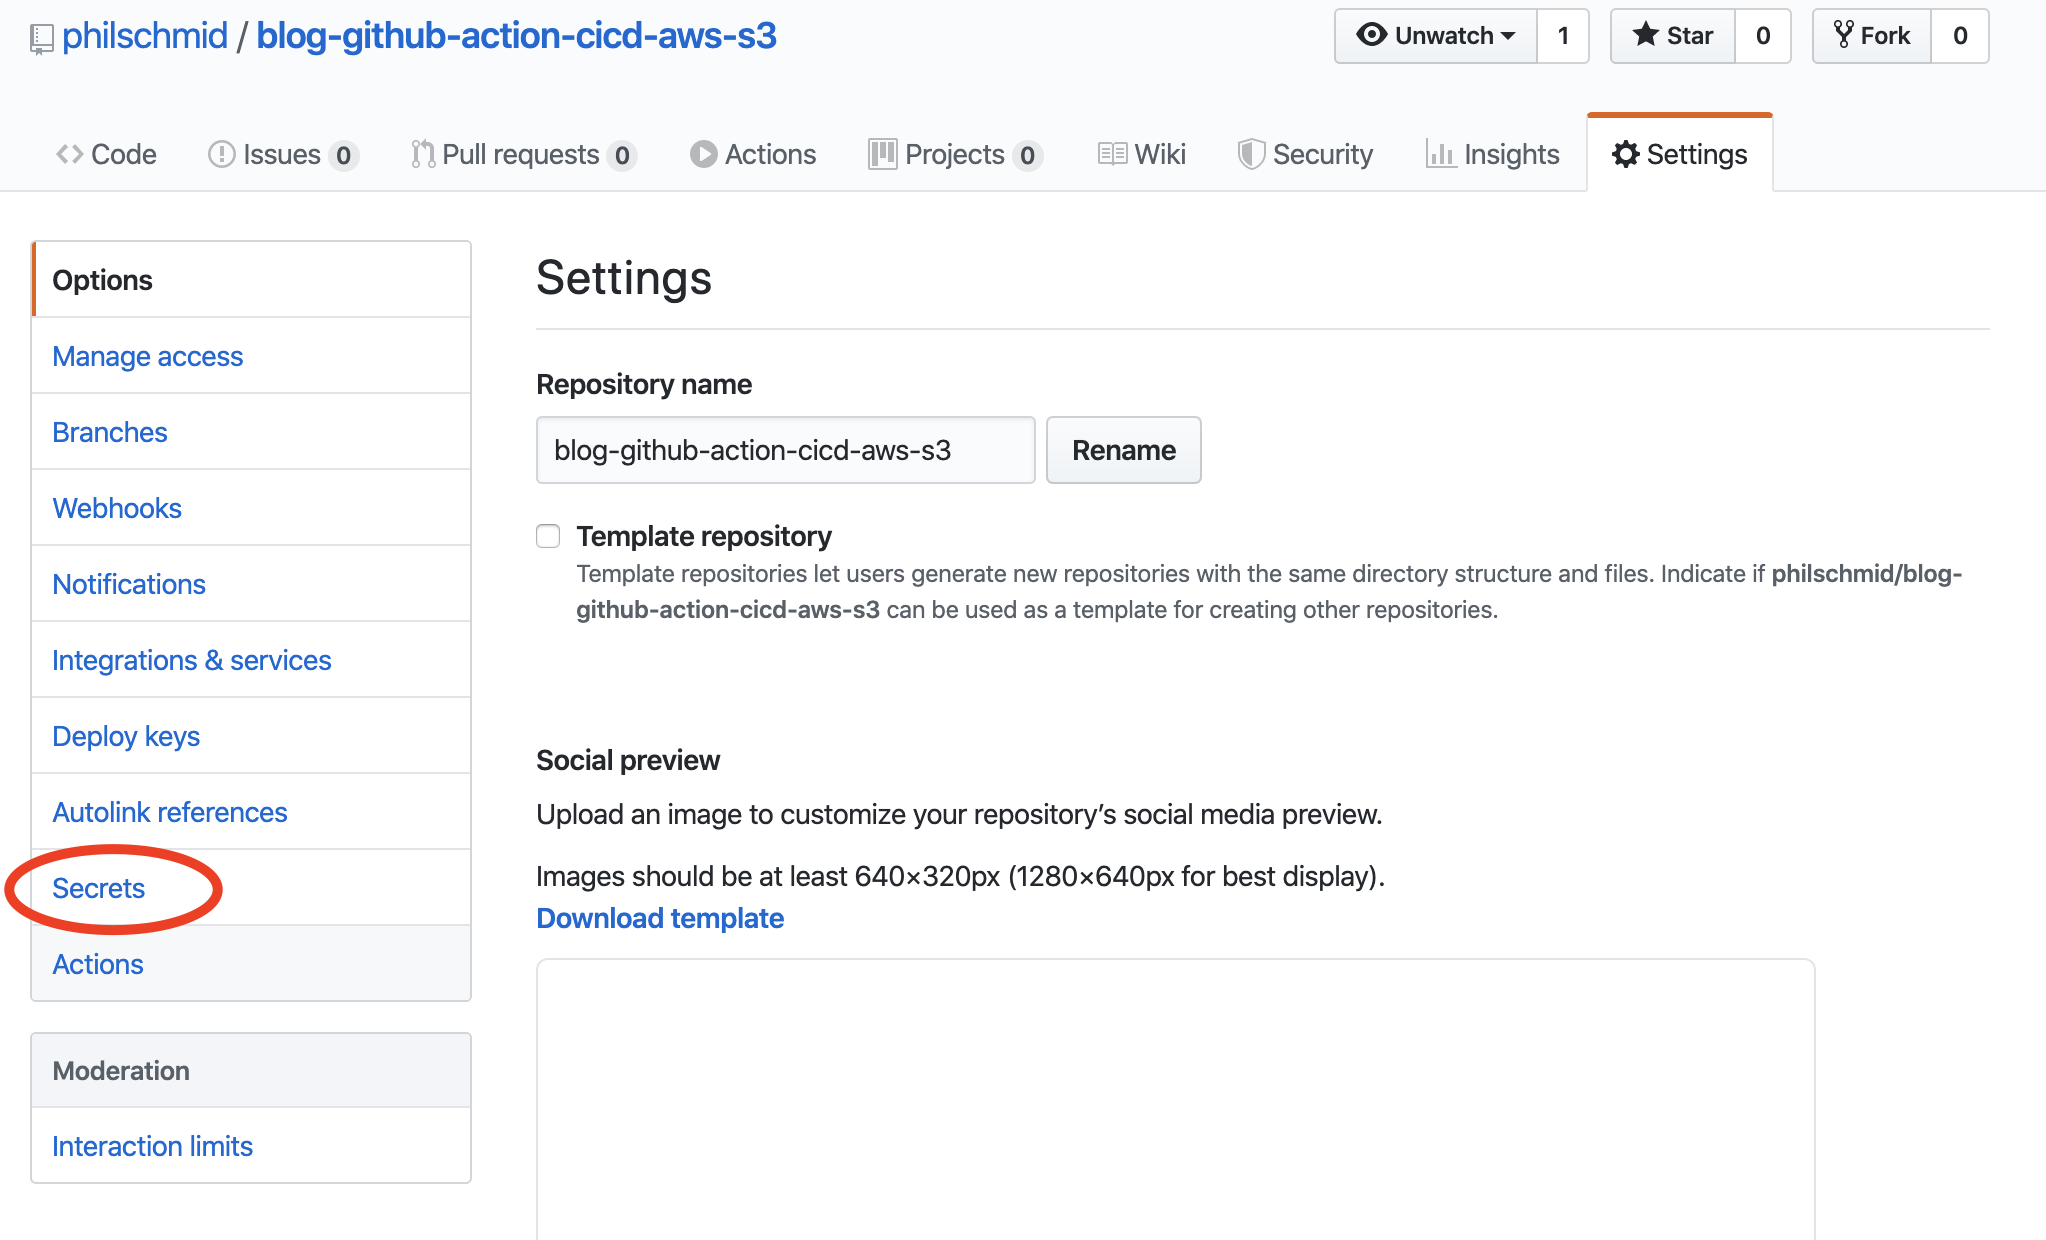 philschmid / blog-github-action-cicd-aws-s3
Unwatch 1 Star 0 Fork 0
Code Issues 0 Pull requests 0 Actions Projects 0 Wiki Security Insights Settings
Options
Manage access
Branches
Webhooks
Notifications
Integrations & services
Deploy keys
Autolink references
Secrets
Actions
Moderation
Interaction limits
Settings
Repository name
blog-github-action-cicd-aws-s3 Rename
Template repository
Template repositories let users generate new repositories with the same directory structure and files. Indicate if philschmid/blog-
github-action-cicd-aws-s3 can be used as a template for creating other repositories.
Social preview
Upload an image to customize your repository’s social media preview.
Images should be at least 640×320px (1280×640px for best display).
Download template